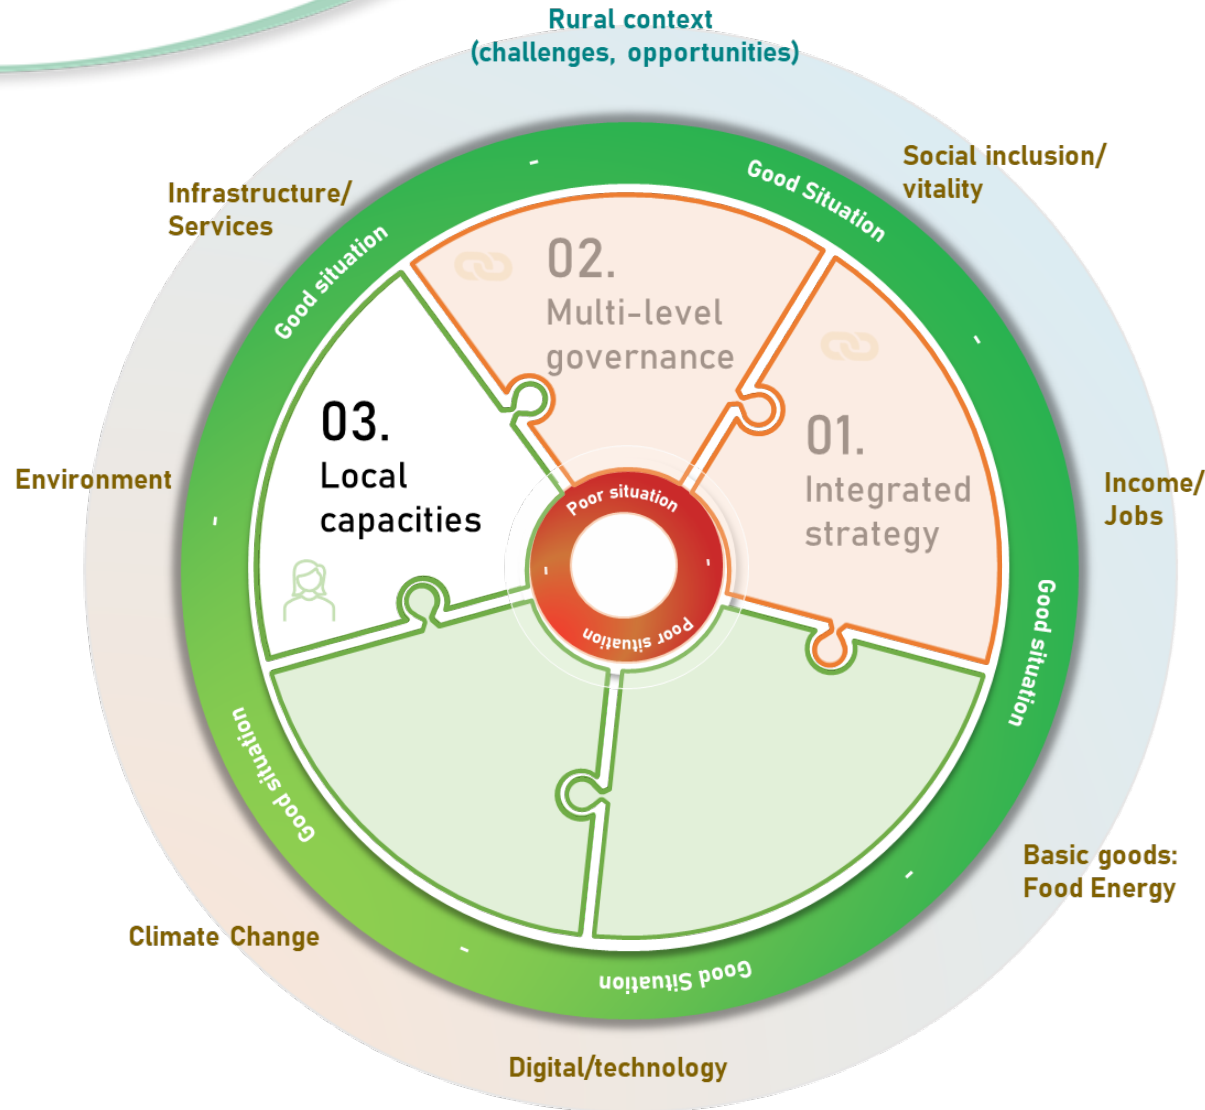 Rural context
(challenges, opportunities)
Social inclusion/
vitality
Infrastructure/
Services
Good Situation
Good situation
02.
Multi-level
governance
03.
Local
capacities
01.
Integrated
strategy
Environment
Income/
Jobs
Poor situation
Poor situation
Good situation
Good situation
Basic goods:
Food Energy
Climate Change
Good Situation
Digital/technology